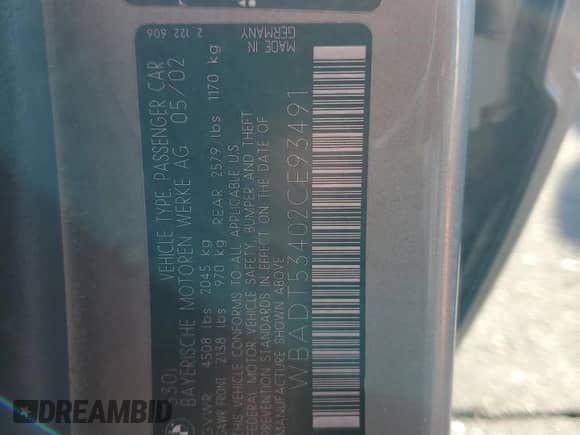 530i
VEHICLE TYPE, PASSENGER CAR
BAYERISCHE MOTOREN WERKE AG 05/02
GVWR 4508 lbs 2045 kg
GAWR FRONT 2138 lbs 970 kg REAR 2579 lbs 1170 kg
THIS VEHICLE CONFORMS TO ALL APPLICABLE U.S.
FEDERAL MOTOR VEHICLE SAFETY, BUMPER AND THEFT
PREVENTION STANDARDS IN EFFECT ON THE DATE OF
MANUFACTURE SHOWN ABOVE.
WBADT53402CE93491
2 122 606
MADE IN
GERMANY
DREAMBID